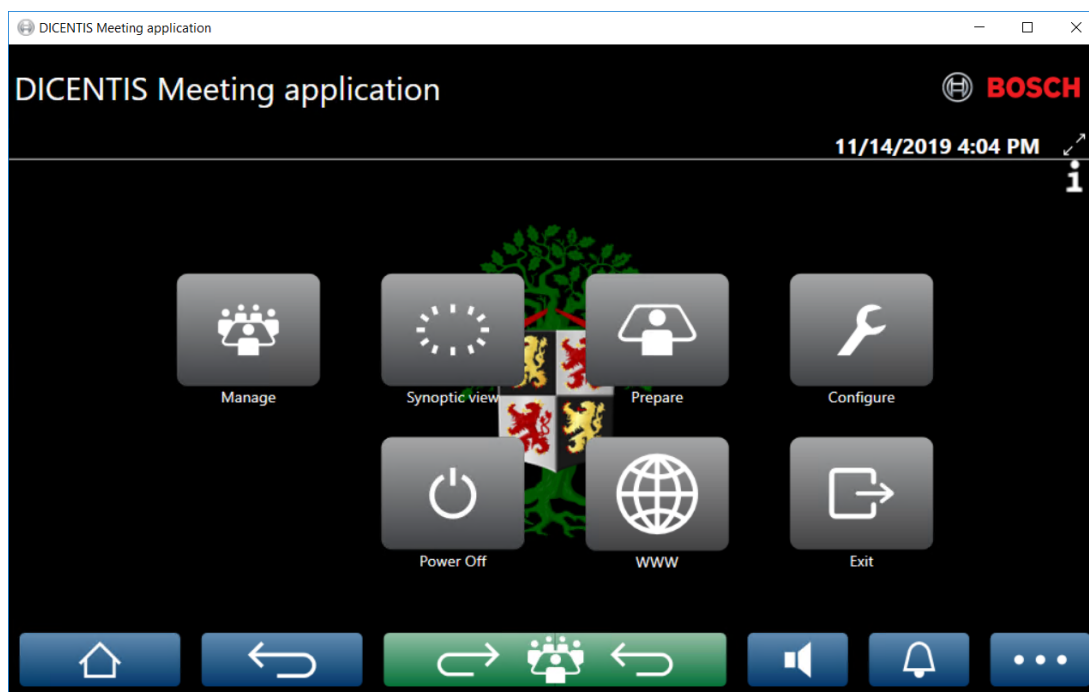 DICENTIS Meeting application
DICENTIS Meeting application
BOSCH
11/14/2019 4:04 PM
Manage
Synoptic view
Prepare
Configure
Power Off
WWW
Exit